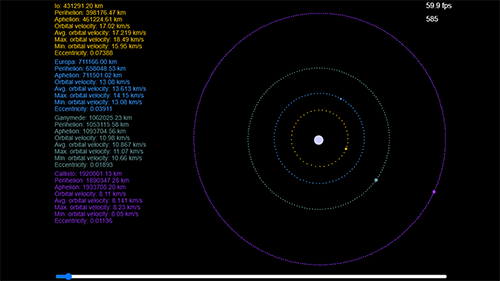 Io: 431291.20 km
Perihelion: 398176.47 km
Aphelion: 461224.61 km
Orbital velocity: 17.02 km/s
Avg. orbital velocity: 17.219 km/s
Max. orbital velocity: 18.49 km/s
Min. orbital velocity: 15.95 km/s
Eccentricity: 0.07388
Europa: 711166.00 km
Perihelion: 658048.53 km
Aphelion: 711501.02 km
Orbital velocity: 13.08 km/s
Avg. orbital velocity: 13.613 km/s
Max. orbital velocity: 14.15 km/s
Min. orbital velocity: 13.08 km/s
Eccentricity: 0.03911
Ganymede: 1062025.23 km
Perihelion: 1053115.58 km
Aphelion: 1093704.56 km
Orbital velocity: 10.98 km/s
Avg. orbital velocity: 10.867 km/s
Max. orbital velocity: 11.07 km/s
Min. orbital velocity: 10.66 km/s
Eccentricity: 0.01893
Callisto: 1920001.13 km
Perihelion: 1890347.28 km
Aphelion: 1933705.20 km
Orbital velocity: 8.11 km/s
Avg. orbital velocity: 8.141 km/s
Max. orbital velocity: 8.23 km/s
Min. orbital velocity: 8.05 km/s
Eccentricity: 0.01136
59.9 fps
585